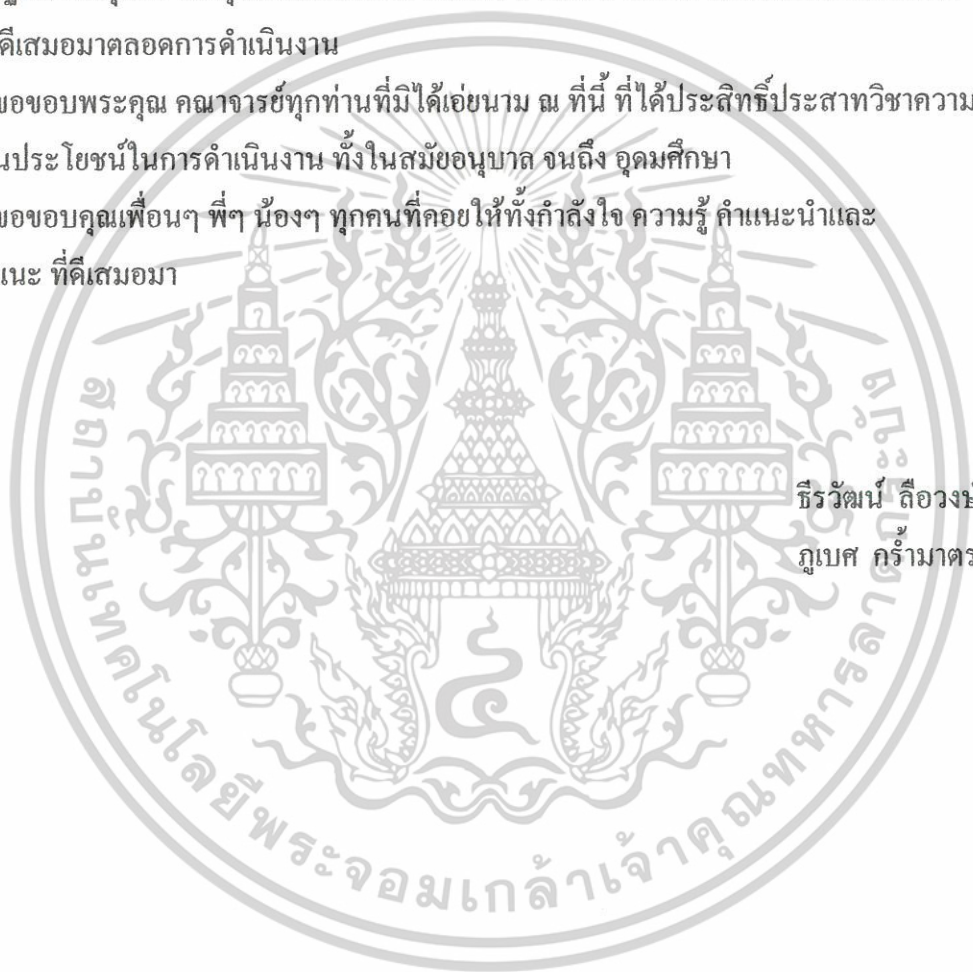 ดีเสมอมาตลอดการดำเนินงาน
ขอขอบพระคุณ คณาจารย์ทุกท่านที่มิได้เอ่ยนาม ณ ที่นี้ ที่ได้ประสิทธิ์ประสาทวิชาความ
นประโยชน์ในการดำเนินงาน ทั้งในสมัยอนุบาล จนถึง อุดมศึกษา
ขอขอบคุณเพื่อนๆ พี่ๆ น้องๆ ทุกคนที่คอยให้ทั้งกำลังใจ ความรู้ คำแนะนำและ
แนะ ที่ดีเสมอมา
ธีรวัฒน์ ลือวงษ์
ภูเบศ กร่ำมาตร
สถาบันเทคโนโลยีพระจอมเกล้าเจ้าคุณทหารลาดกระบัง